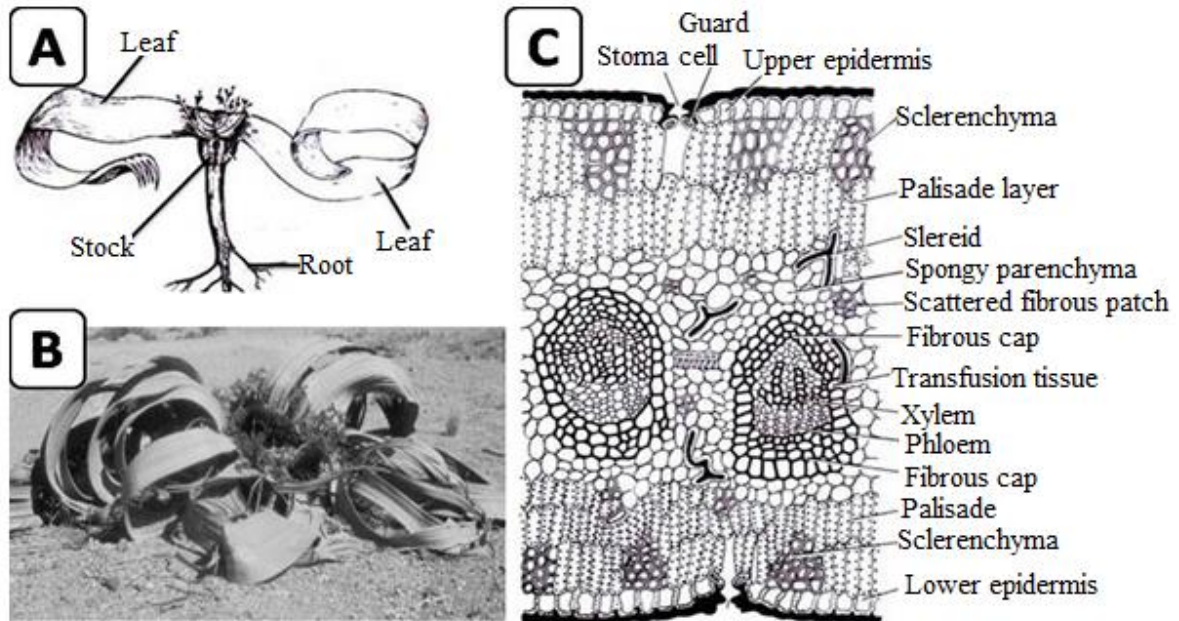 A
Leaf
Stock
Root
Leaf
B
C
Guard
Stoma cell
Upper epidermis
Sclerenchyma
Palisade layer
Slereid
Spongy parenchyma
Scattered fibrous patch
Fibrous cap
Transfusion tissue
Xylem
Phloem
Fibrous cap
Palisade
Sclerenchyma
Lower epidermis